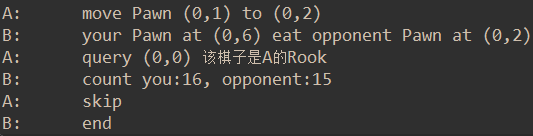 A: move Pawn (0,1) to (0,2)
B: your Pawn at (0,6) eat opponent Pawn at (0,2)
A: query (0,0) 该棋子是A的Rook
B: count you:16, opponent:15
A: skip
B: end